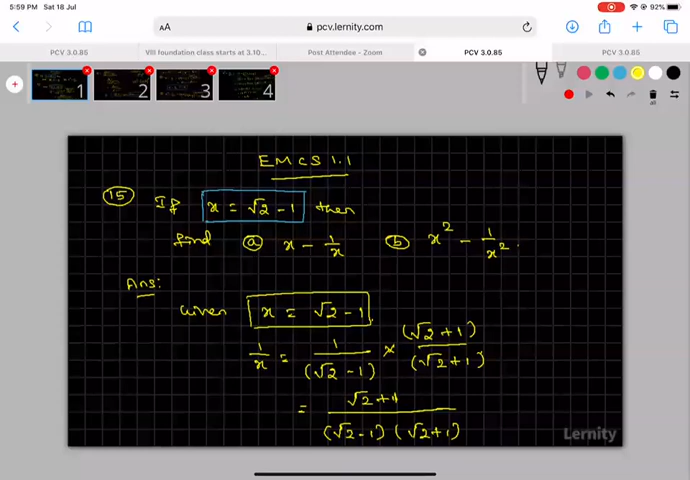 5:59 PM Sat 18 Jul
92%
AA
pcv.lernity.com
PCV 3.0.85
VIII foundation class starts at 3.10...
Post Attendee - Zoom
PCV 3.0.85
PCV 3.0.85
1
2
3
4
all
EMCS 1.1
15 If x = √2 - 1 then
find a x - 1/x b x² - 1/x².
Ans:
Given x = √2 - 1
1/x = 1/(√2 - 1) × (√2 + 1)/(√2 + 1)
= √2 + 1/(√2 - 1) (√2 + 1)
Lernity